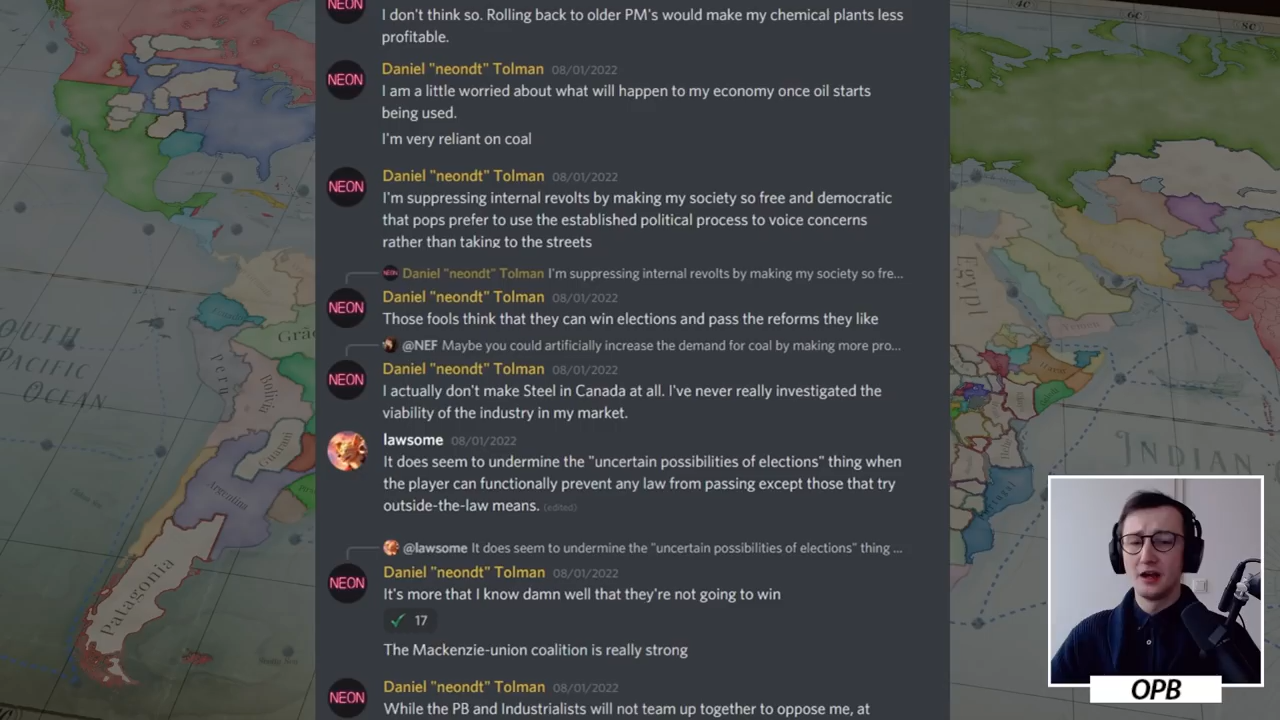 I don't think so. Rolling back to older PM's would make my chemical plants less
profitable.
NEON
Daniel "neondt" Tolman 08/01/2022
I am a little worried about what will happen to my economy once oil starts
being used.
I'm very reliant on coal
NEON
Daniel "neondt" Tolman 08/01/2022
I'm suppressing internal revolts by making my society so free and democratic
that pops prefer to use the established political process to voice concerns
rather than taking to the streets
Daniel "neondt" Tolman I'm suppressing internal revolts by making my society so fre...
NEON
Daniel "neondt" Tolman 08/01/2022
Those fools think that they can win elections and pass the reforms they like
@NEF Maybe you could artificially increase the demand for coal by making more pro...
NEON
Daniel "neondt" Tolman 08/01/2022
I actually don't make Steel in Canada at all. I've never really investigated the
viability of the industry in my market.
lawsome 08/01/2022
It does seem to undermine the "uncertain possibilities of elections" thing when
the player can functionally prevent any law from passing except those that try
outside-the-law means. (edited)
@lawsome It does seem to undermine the "uncertain possibilities of elections" thing ...
NEON
Daniel "neondt" Tolman 08/01/2022
It's more that I know damn well that they're not going to win
17
The Mackenzie-union coalition is really strong
NEON
Daniel "neondt" Tolman 08/01/2022
While the PB and Industrialists will not team up together to oppose me, at
SOUTH
PACIFIC
OCEAN
Peru
Bolivia
Guarani
Argentina
Patagonia
Egypt
Yemen
INDIAN
OPB